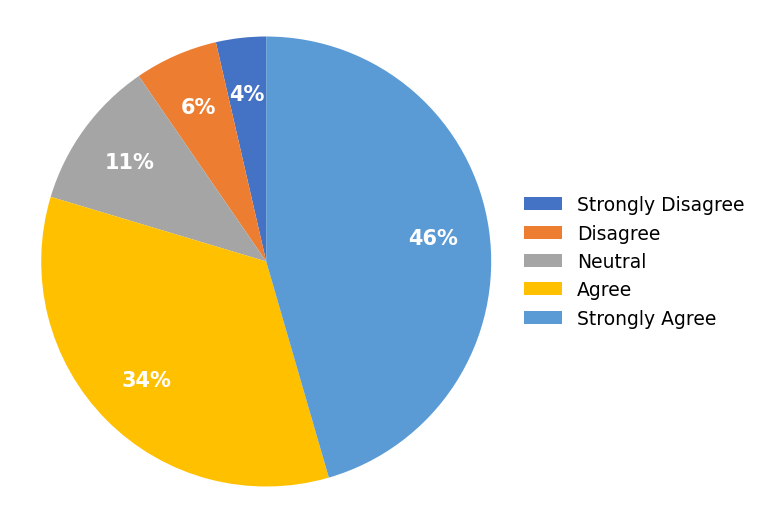 4%
6%
11%
46%
34%
Strongly Disagree
Disagree
Neutral
Agree
Strongly Agree